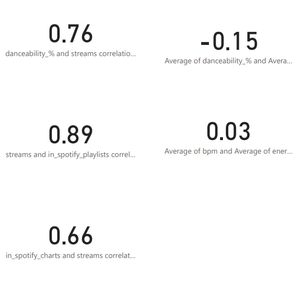 0.76
danceability_% and streams correlatio...
-0.15
Average of danceability_% and Avera...
0.89
streams and in_spotify_playlists correl...
0.03
Average of bpm and Average of ener...
0.66
in_spotify_charts and streams correlat...